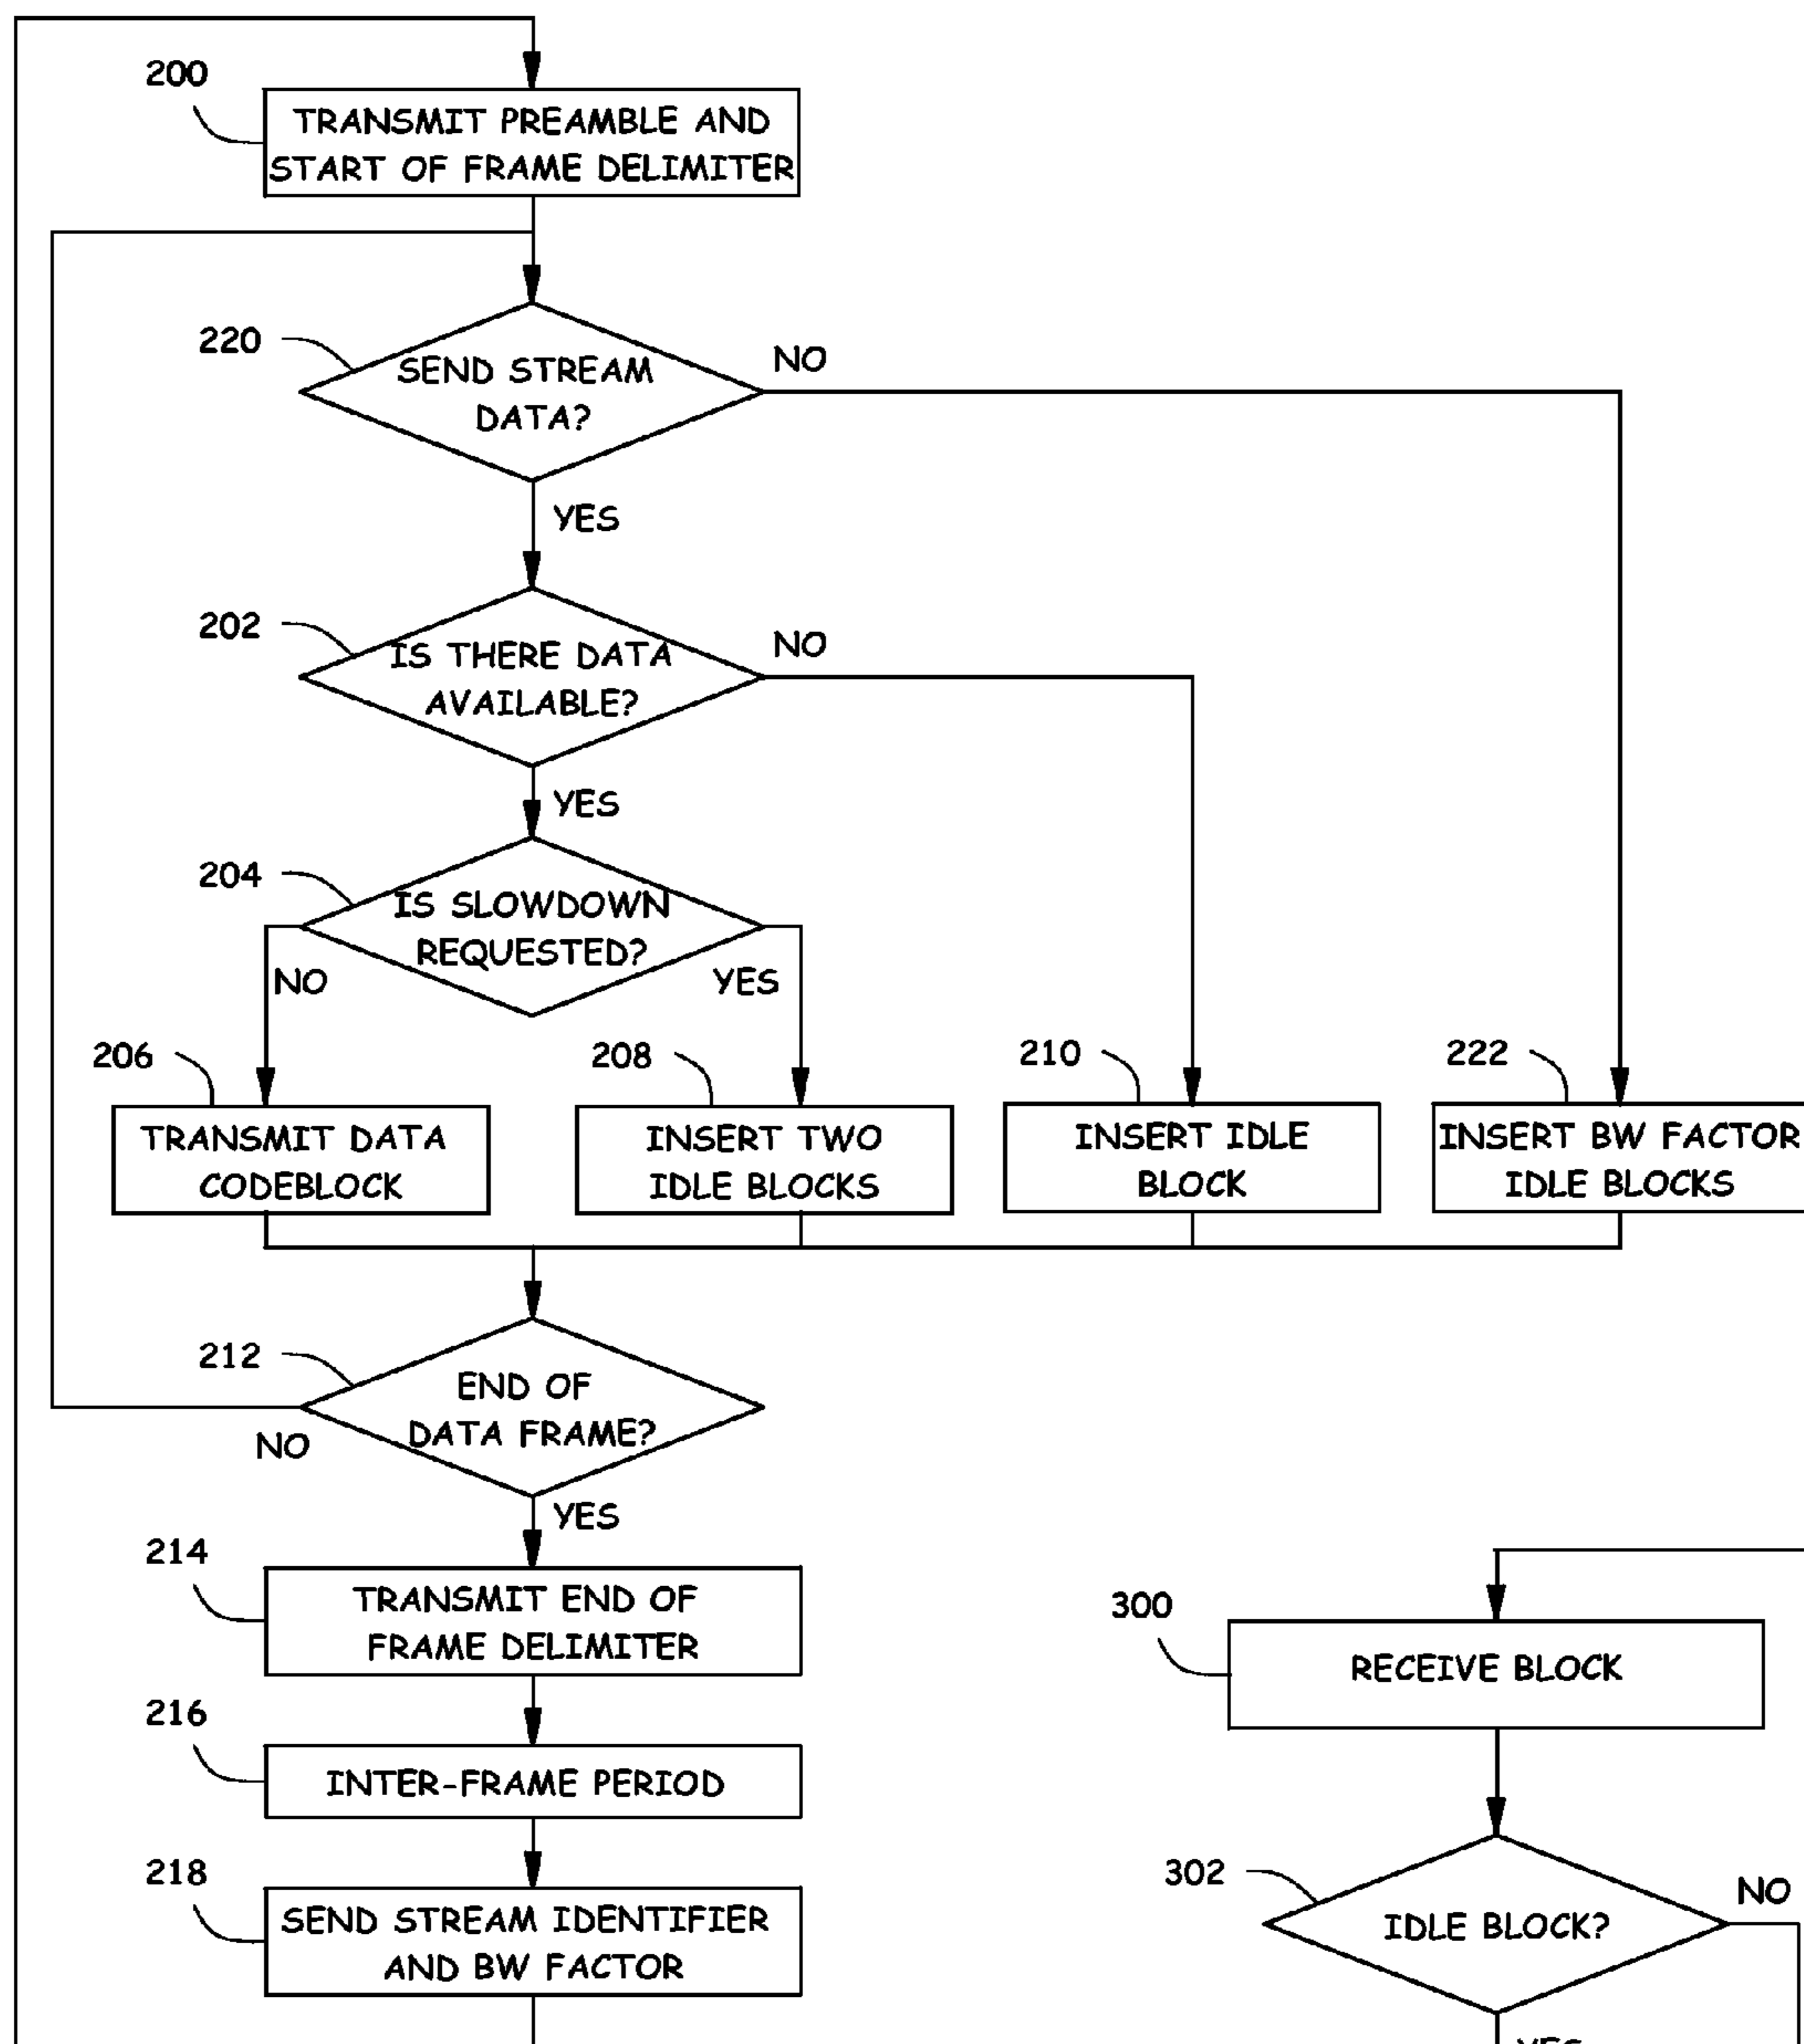 200
TRANSMIT PREAMBLE AND
START OF FRAME DELIMITER
220
SEND STREAM
DATA?
NO
YES
202
IS THERE DATA
AVAILABLE?
NO
YES
204
IS SLOWDOWN
REQUESTED?
NO
YES
206
TRANSMIT DATA
CODEBLOCK
208
INSERT TWO
IDLE BLOCKS
210
INSERT IDLE
BLOCK
222
INSERT BW FACTOR
IDLE BLOCKS
212
END OF
DATA FRAME?
NO
YES
214
TRANSMIT END OF
FRAME DELIMITER
216
INTER-FRAME PERIOD
218
SEND STREAM IDENTIFIER
AND BW FACTOR
300
RECEIVE BLOCK
302
IDLE BLOCK?
NO
YES